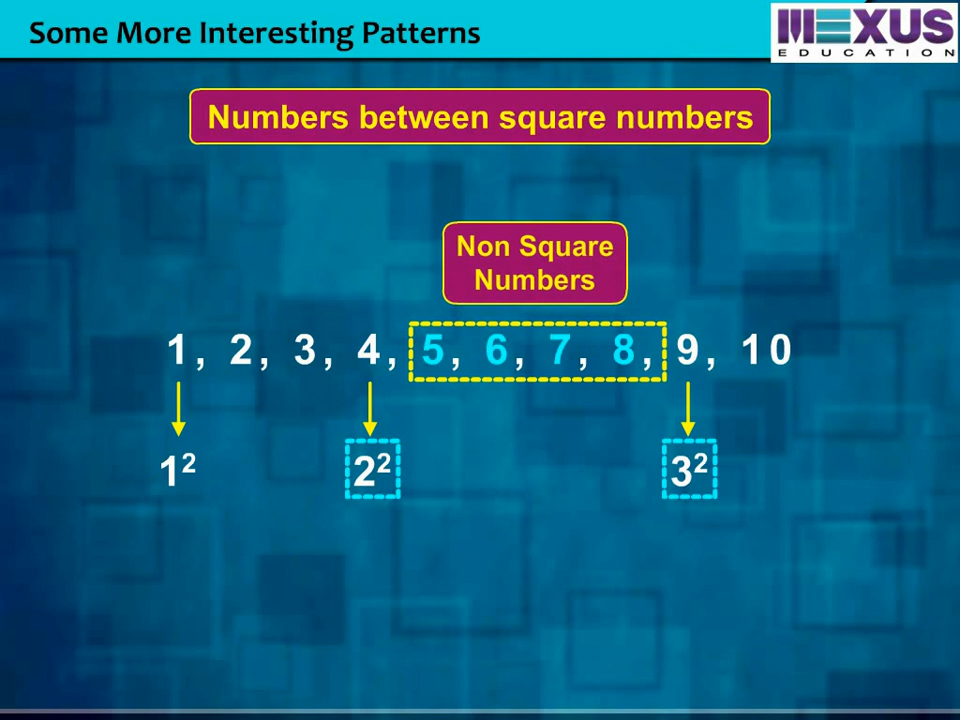 Some More Interesting Patterns
MEXUS
EDUCATION
Numbers between square numbers
Non Square
Numbers
1, 2, 3, 4, 5, 6, 7, 8, 9, 10
1² 2² 3²